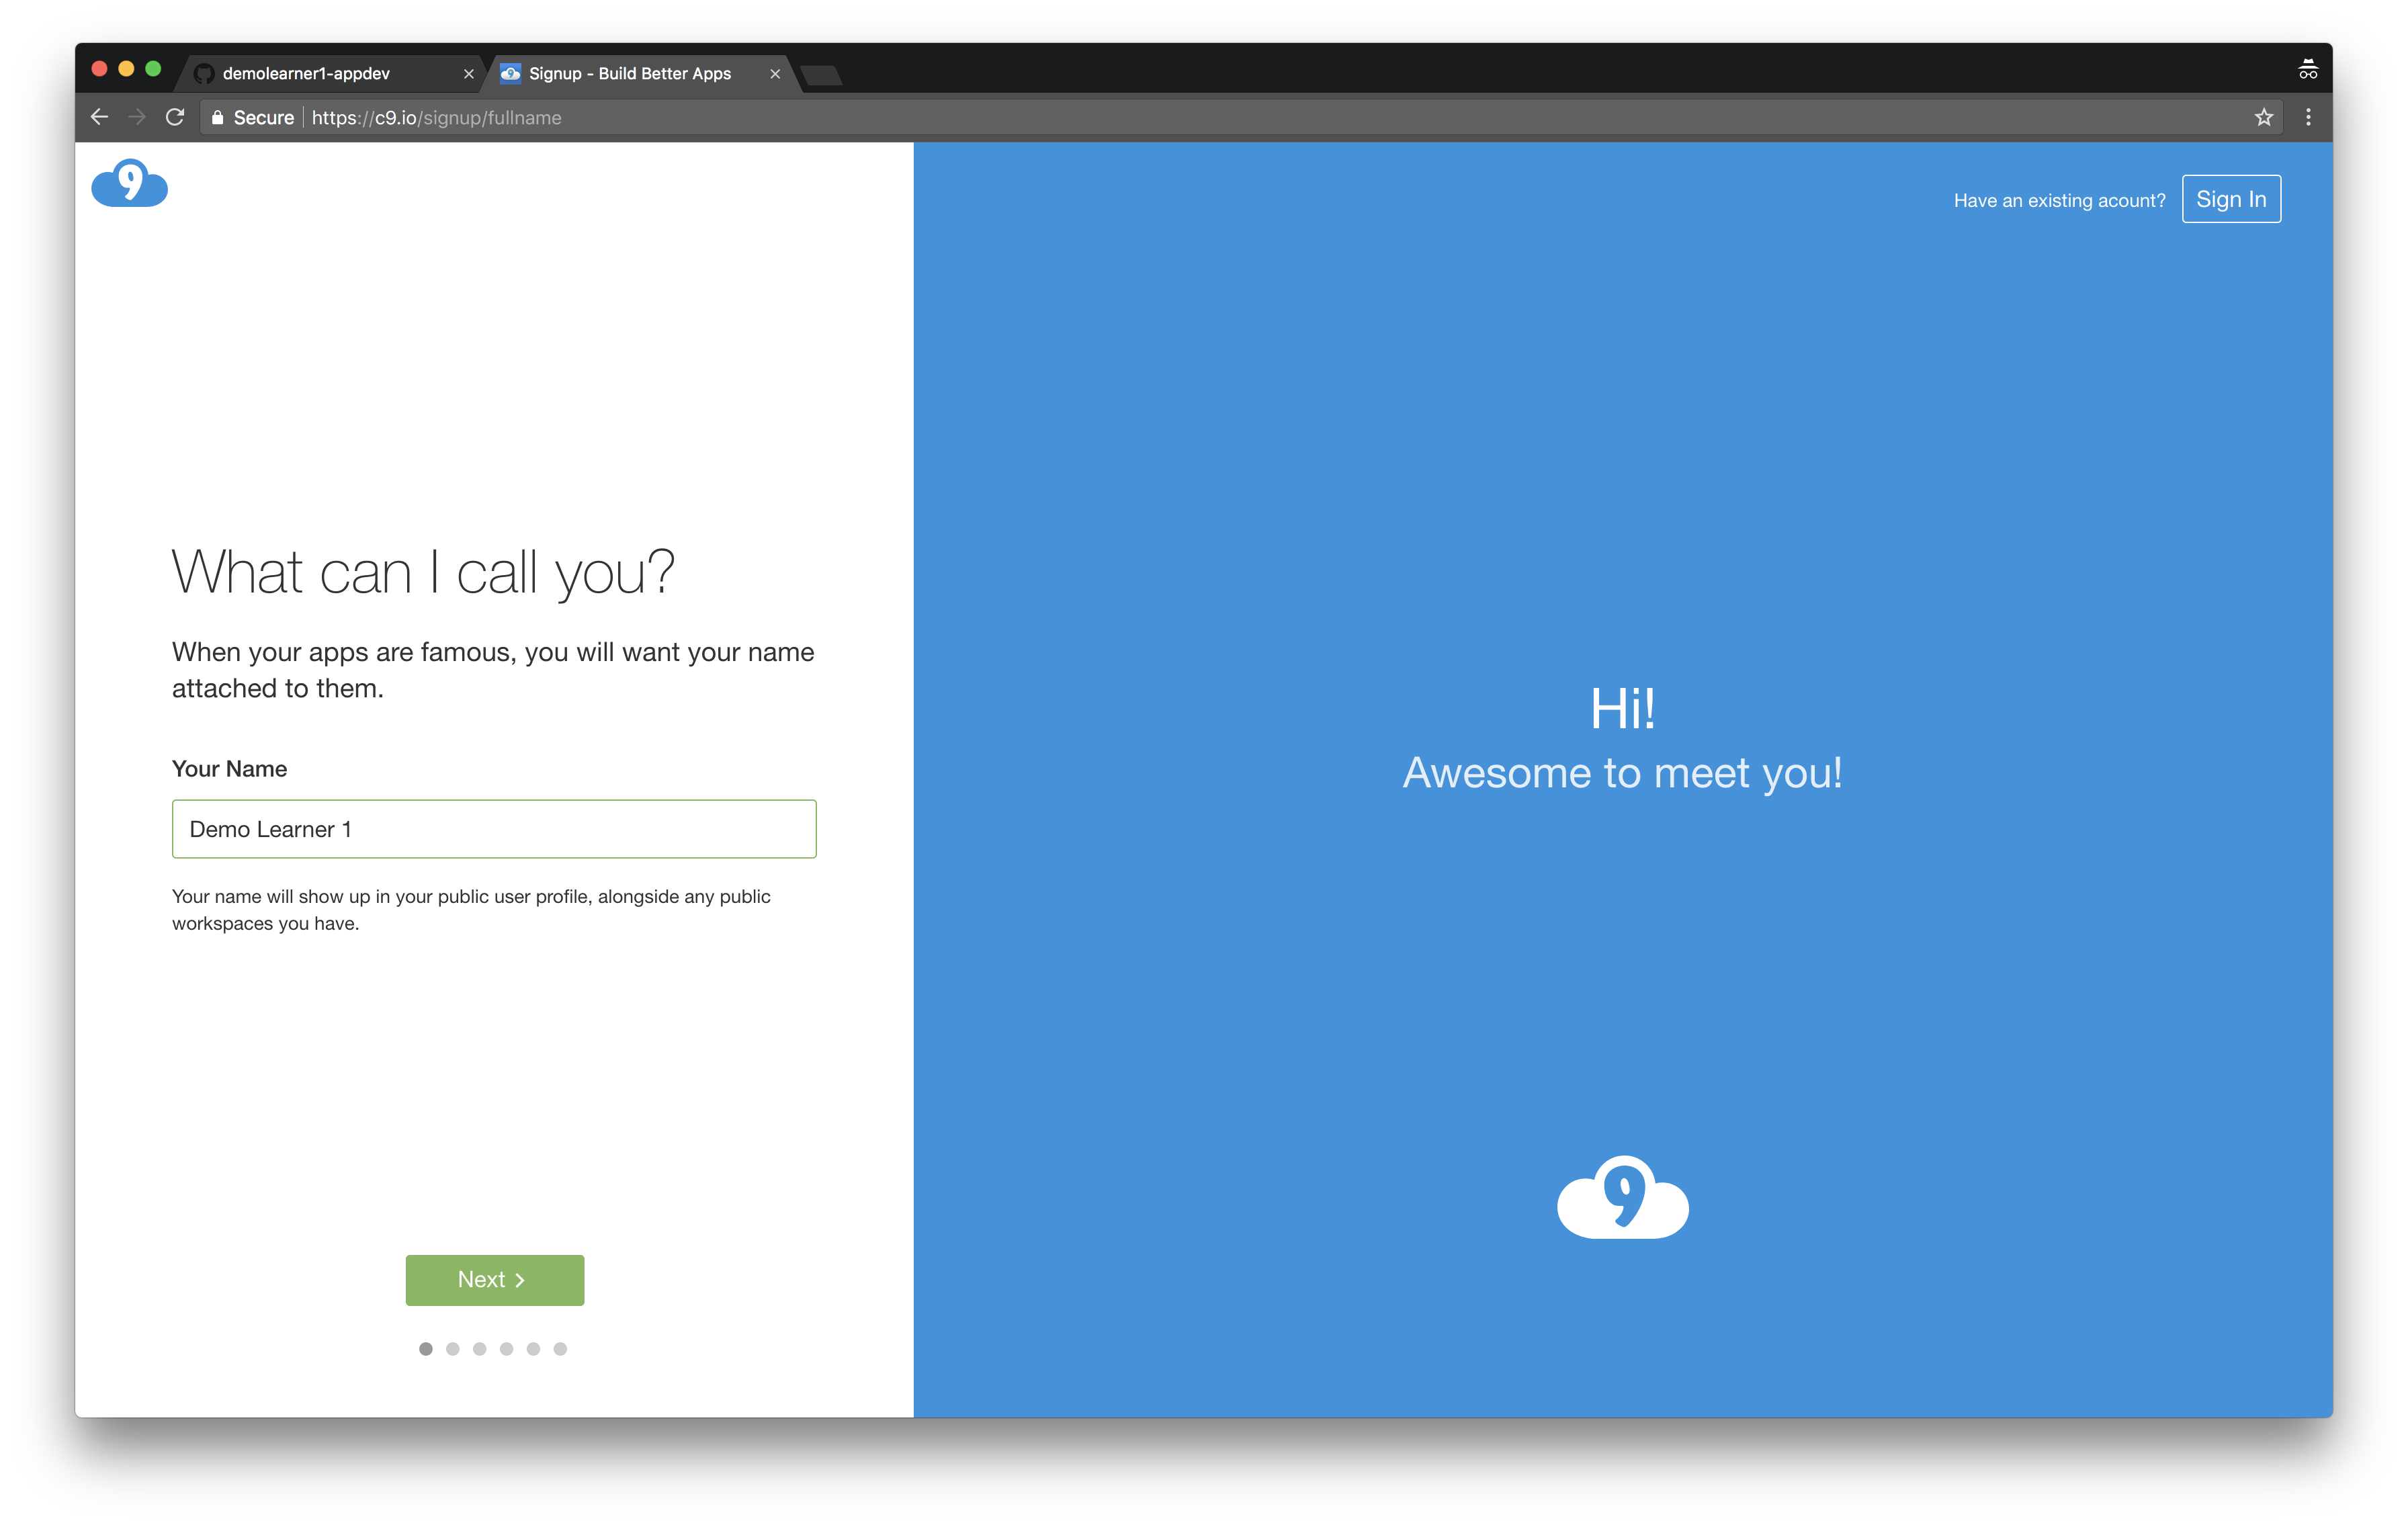 demolearner1-appdev
Signup - Build Better Apps
Secure https://c9.io/signup/fullname
9
Have an existing acount? Sign In
What can I call you?
When your apps are famous, you will want your name
attached to them.
Your Name
Demo Learner 1
Your name will show up in your public user profile, alongside any public
workspaces you have.
Next
Hi!
Awesome to meet you!
9